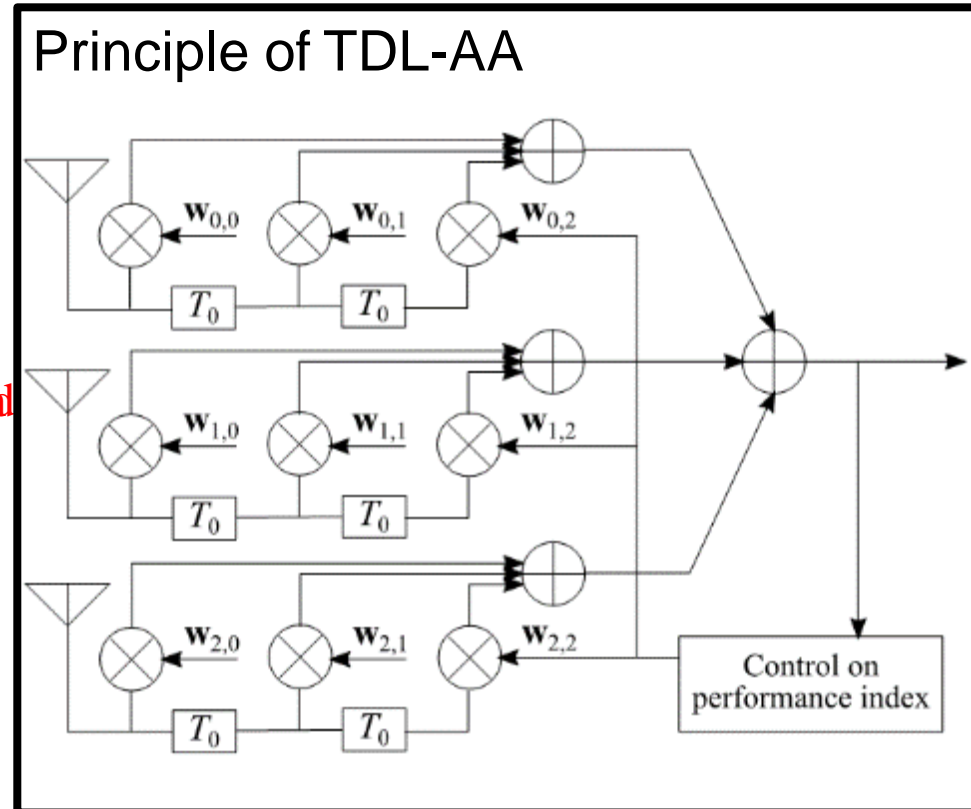 Principle of TDL-AA
w0,0 w0,1 w0,2
T0 T0
w1,0 w1,1 w1,2
T0 T0
w2,0 w2,1 w2,2
T0 T0
Control on
performance index